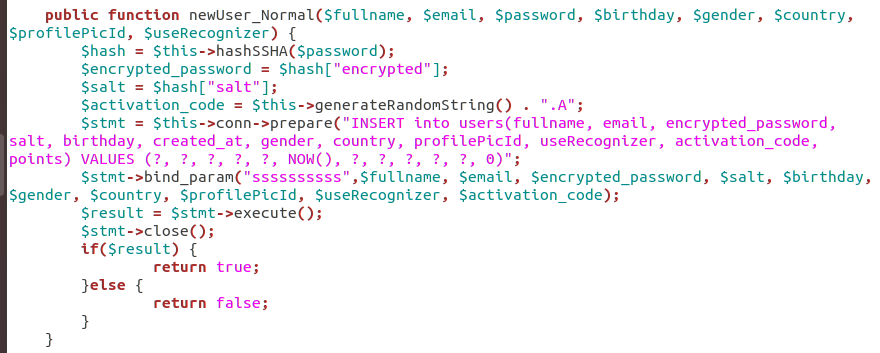 public function newUser_Normal($fullname, $email, $password, $birthday, $gender, $country,
$profilePicId, $useRecognizer) {
$hash = $this->hashSSHA($password);
$encrypted_password = $hash["encrypted"];
$salt = $hash["salt"];
$activation_code = $this->generateRandomString() . ".A";
$stmt = $this->conn->prepare("INSERT into users(fullname, email, encrypted_password,
salt, birthday, created_at, gender, country, profilePicId, useRecognizer, activation_code,
points) VALUES (?, ?, ?, ?, ?, NOW(), ?, ?, ?, ?, ?, 0)");
$stmt->bind_param("ssssssssss",$fullname, $email, $encrypted_password, $salt, $birthday,
$gender, $country, $profilePicId, $useRecognizer, $activation_code);
$result = $stmt->execute();
$stmt->close();
if($result) {
return true;
}else {
return false;
}
}